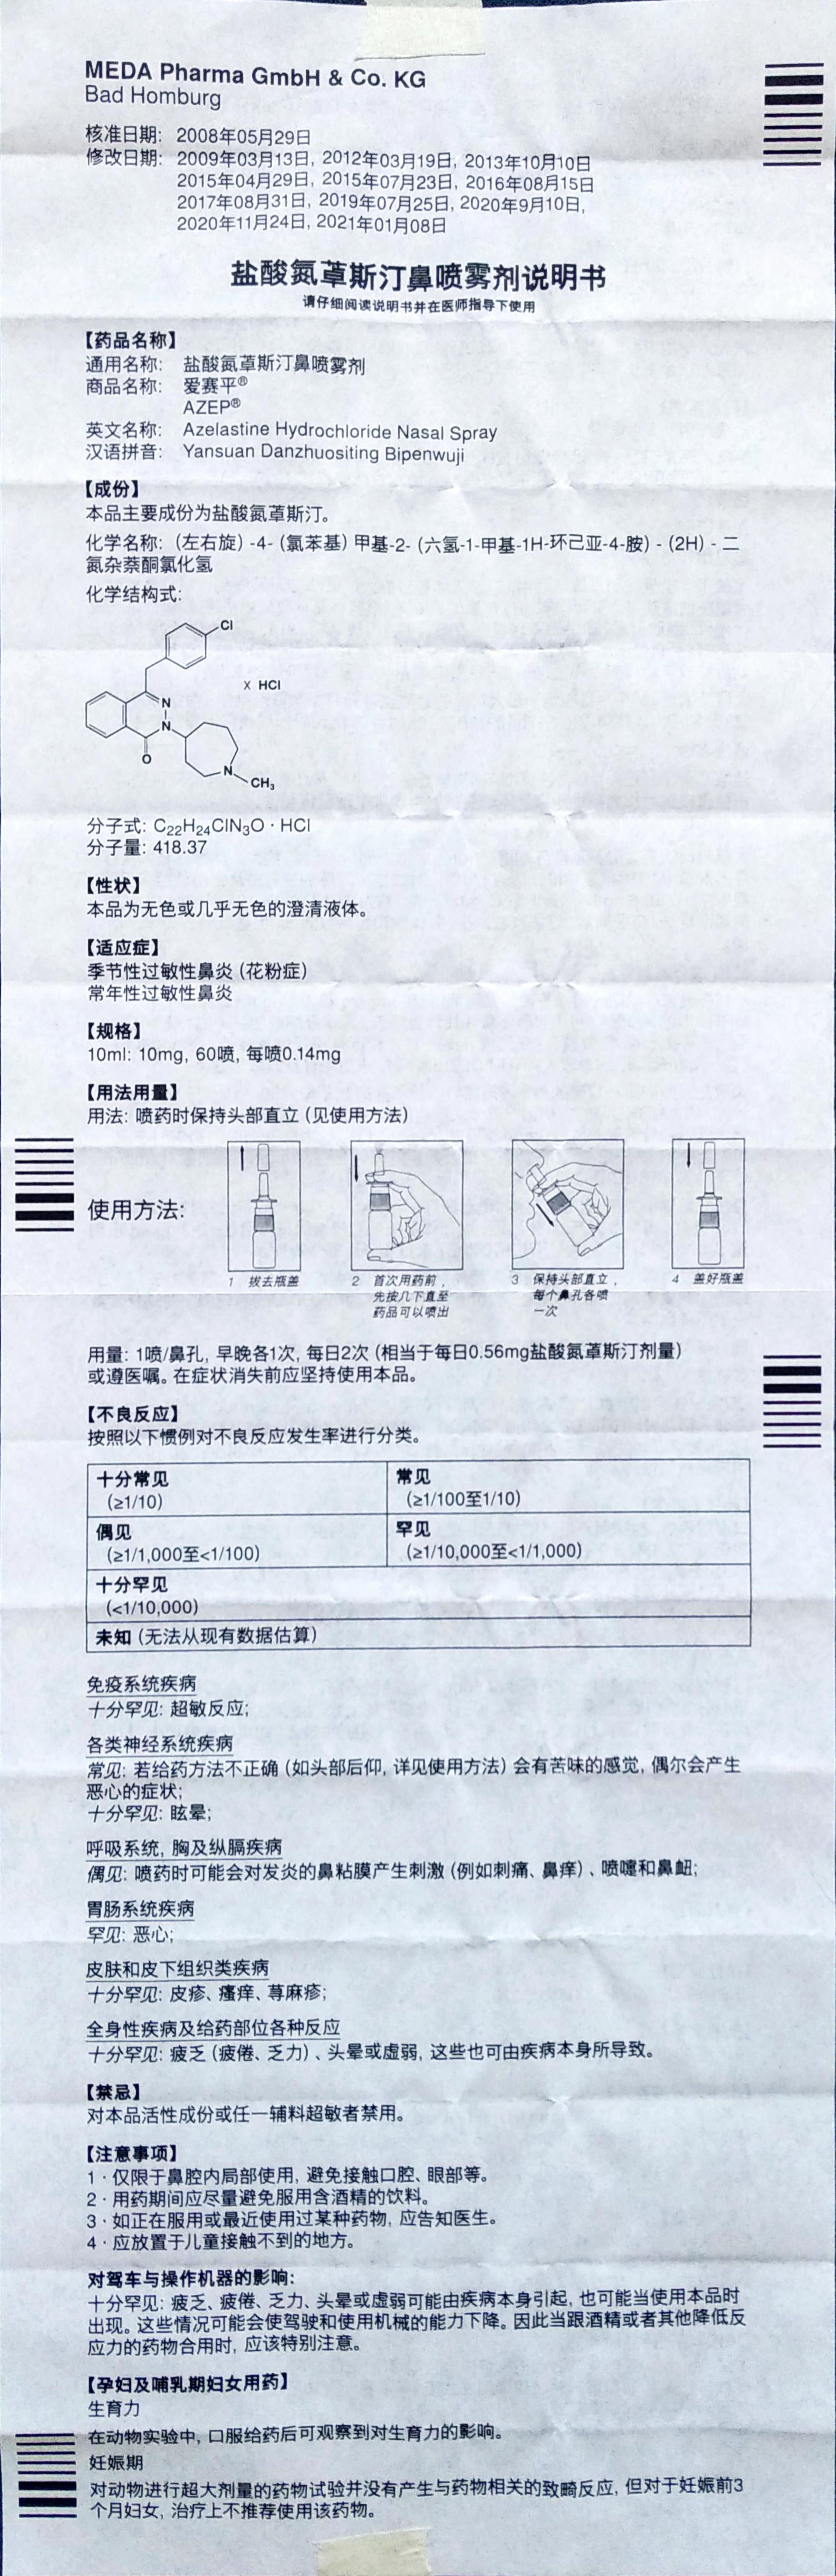 MEDA Pharma GmbH & Co. KG
Bad Homburg
核准日期: 2008年05月29日
修改日期: 2009年03月13日, 2012年03月19日, 2013年10月10日
2015年04月29日, 2015年07月23日, 2016年08月15日
2017年08月31日, 2019年07月25日, 2020年9月10日,
2020年11月24日, 2021年01月08日
盐酸氮䓬斯汀鼻喷雾剂说明书
请仔细阅读说明书并在医师指导下使用
【药品名称】
通用名称: 盐酸氮䓬斯汀鼻喷雾剂
商品名称: 爱赛平®
AZEP®
英文名称: Azelastine Hydrochloride Nasal Spray
汉语拼音: Yansuan Danzhuositing Bipenwuji
【成份】
本品主要成份为盐酸氮䓬斯汀。
化学名称: (左右旋) -4- (氯苯基) 甲基-2- (六氢-1-甲基-1H-环己亚-4-胺) - (2H) - 二
氮杂萘酮氯化氢
化学结构式:
Cl
x HCl
N
N
O
N
CH₃
分子式: C₂₂H₂₄ClN₃O · HCl
分子量: 418.37
【性状】
本品为无色或几乎无色的澄清液体。
【适应症】
季节性过敏性鼻炎 (花粉症)
常年性过敏性鼻炎
【规格】
10ml: 10mg, 60喷, 每喷0.14mg
【用法用量】
用法: 喷药时保持头部直立 (见使用方法)
使用方法:
1 拔去瓶盖
2 首次用药前,
先按几下直至
药品可以喷出
3 保持头部直立,
每个鼻孔各喷
一次
4 盖好瓶盖
用量: 1喷/鼻孔, 早晚各1次, 每日2次 (相当于每日0.56mg盐酸氮䓬斯汀剂量)
或遵医嘱。在症状消失前应坚持使用本品。
【不良反应】
按照以下惯例对不良反应发生率进行分类。
十分常见
(≥1/10)
常见
(≥1/100至1/10)
偶见
(≥1/1,000至<1/100)
罕见
(≥1/10,000至<1/1,000)
十分罕见
(<1/10,000)
未知 (无法从现有数据估算)
免疫系统疾病
十分罕见: 超敏反应;
各类神经系统疾病
常见: 若给药方法不正确 (如头部后仰, 详见使用方法) 会有苦味的感觉, 偶尔会产生
恶心的症状;
十分罕见: 眩晕;
呼吸系统, 胸及纵膈疾病
偶见: 喷药时可能会对发炎的鼻粘膜产生刺激 (例如刺痛、鼻痒) 、喷嚏和鼻衄;
胃肠系统疾病
罕见: 恶心;
皮肤和皮下组织类疾病
十分罕见: 皮疹、瘙痒、荨麻疹;
全身性疾病及给药部位各种反应
十分罕见: 疲乏 (疲倦、乏力) 、头晕或虚弱, 这些也可由疾病本身所导致。
【禁忌】
对本品活性成份或任一辅料超敏者禁用。
【注意事项】
1 · 仅限于鼻腔内局部使用, 避免接触口腔、眼部等。
2 · 用药期间应尽量避免服用含酒精的饮料。
3 · 如正在服用或最近使用过某种药物, 应告知医生。
4 · 应放置于儿童接触不到的地方。
对驾车与操作机器的影响:
十分罕见: 疲乏、疲倦、乏力、头晕或虚弱可能由疾病本身引起, 也可能当使用本品时
出现。这些情况可能会使驾驶和使用机械的能力下降。因此当跟酒精或者其他降低反
应力的药物合用时, 应该特别注意。
【孕妇及哺乳期妇女用药】
生育力
在动物实验中, 口服给药后可观察到对生育力的影响。
妊娠期
对动物进行超大剂量的药物试验并没有产生与药物相关的致畸反应, 但对于妊娠前3
个月妇女, 治疗上不推荐使用该药物。